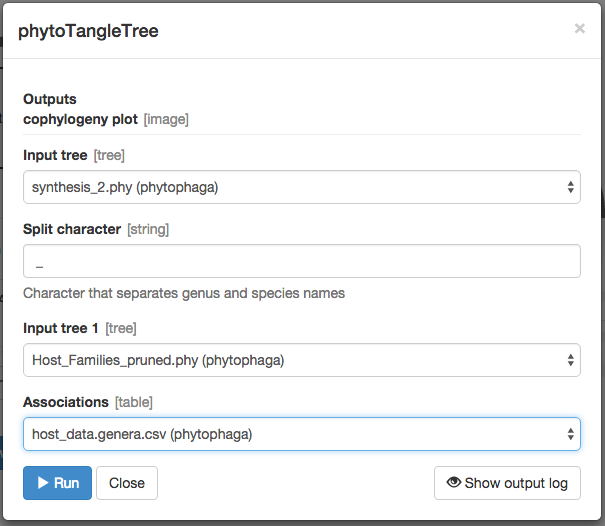 phytoTangleTree
×
Outputs
cophylogeny plot [image]
Input tree [tree]
synthesis_2.phy (phytophaga)
Split character [string]
_
Character that separates genus and species names
Input tree 1 [tree]
Host_Families_pruned.phy (phytophaga)
Associations [table]
host_data.genera.csv (phytophaga)
Run Close Show output log